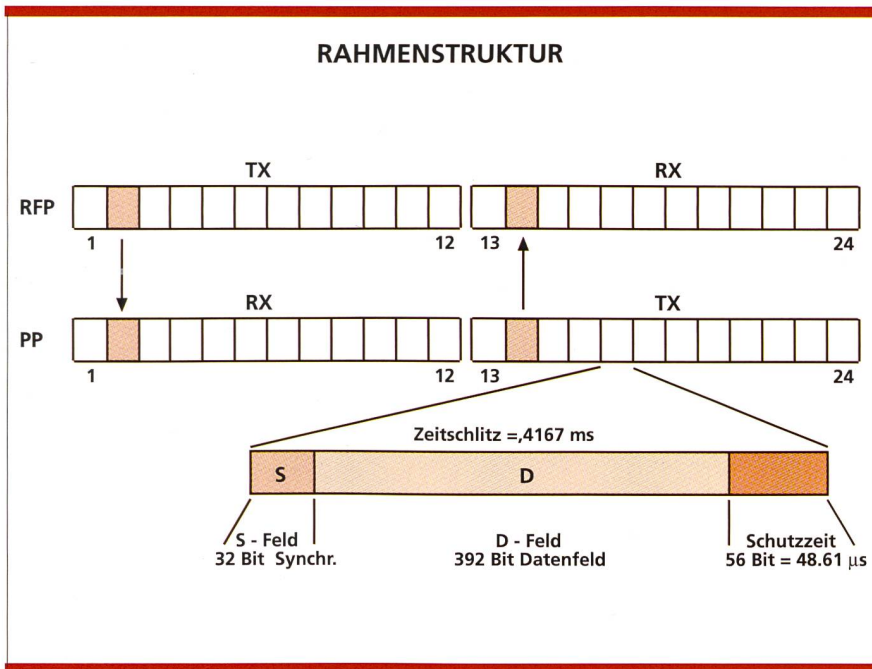 RAHMENSTRUKTUR
TX RX
RFP
1 12 13 24
RX TX
PP
1 12 13 24
Zeitschlitz =,4167 ms
S D
S - Feld D - Feld Schutzzeit
32 Bit Synchr. 392 Bit Datenfeld 56 Bit = 48.61 µs